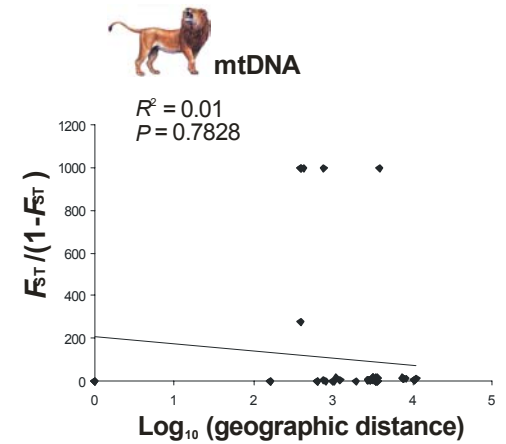 mtDNA
R² = 0.01
P = 0.7828
1200
1000
800
600
400
200
0
0 1 2 3 4 5
FST /(1-FST)
Log10 (geographic distance)